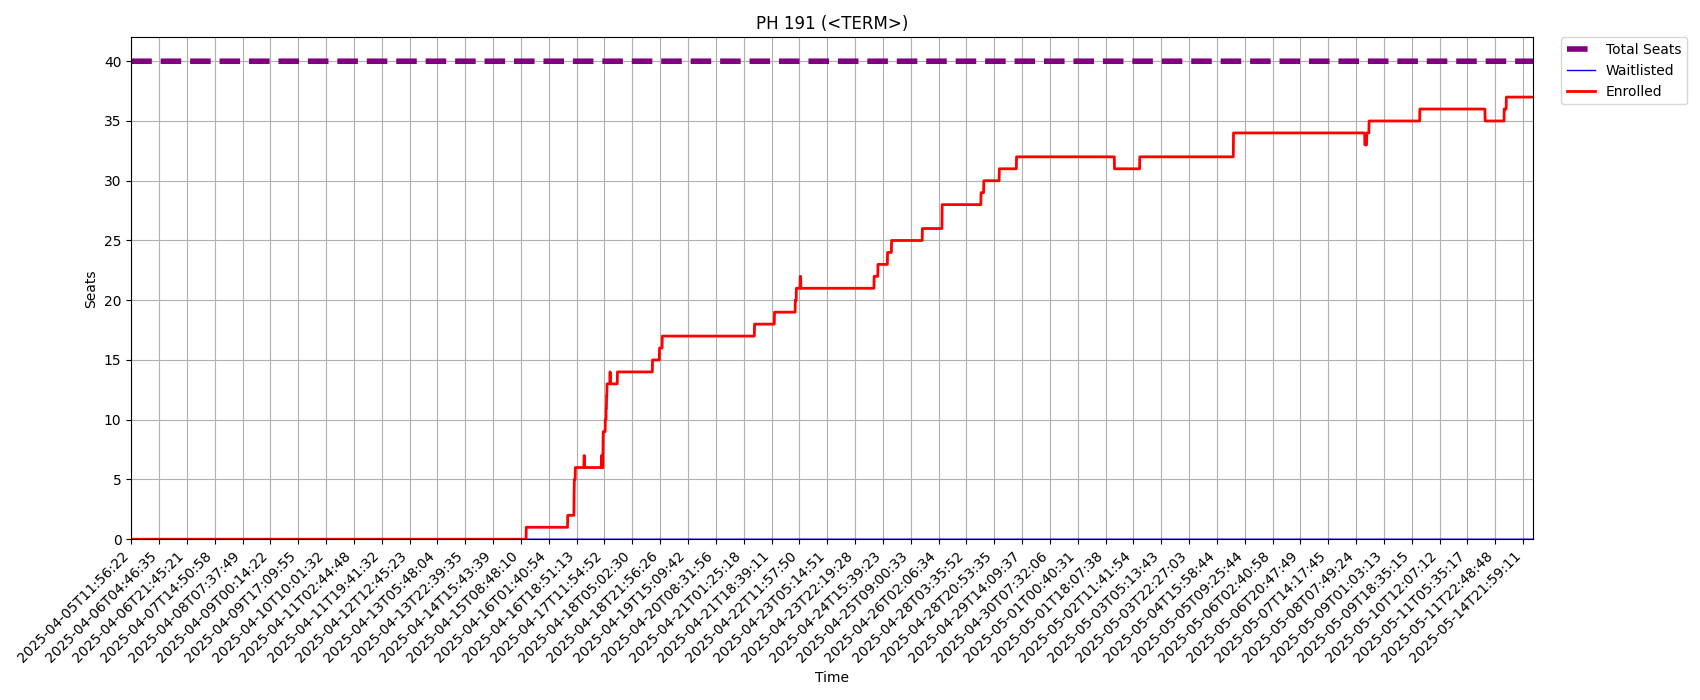 PH 191 (<TERM>)
Total Seats
Waitlisted
Enrolled
Seats
40
35
30
25
20
15
10
5
0
2025-04-05T11:56:22
2025-04-06T04:46:35
2025-04-06T21:45:21
2025-04-07T14:50:58
2025-04-08T07:37:49
2025-04-09T00:14:22
2025-04-09T17:09:55
2025-04-10T10:01:32
2025-04-11T02:44:48
2025-04-11T19:41:32
2025-04-12T12:45:23
2025-04-13T05:48:04
2025-04-13T22:39:35
2025-04-14T15:43:39
2025-04-15T08:48:10
2025-04-16T01:40:54
2025-04-16T18:51:13
2025-04-17T11:54:52
2025-04-18T05:02:30
2025-04-18T21:56:26
2025-04-19T15:09:42
2025-04-20T08:31:56
2025-04-21T01:25:18
2025-04-21T18:39:11
2025-04-22T11:57:50
2025-04-23T05:14:51
2025-04-23T22:19:28
2025-04-24T15:39:23
2025-04-25T09:00:33
2025-04-26T02:06:34
2025-04-28T03:35:52
2025-04-28T20:53:35
2025-04-29T14:09:37
2025-04-30T07:32:06
2025-05-01T00:40:31
2025-05-01T18:07:38
2025-05-02T11:41:54
2025-05-03T05:13:43
2025-05-03T22:27:03
2025-05-04T15:58:44
2025-05-05T09:25:44
2025-05-06T02:40:58
2025-05-06T20:47:49
2025-05-07T14:17:45
2025-05-08T07:49:24
2025-05-09T01:03:13
2025-05-09T18:35:15
2025-05-10T12:07:12
2025-05-11T05:35:17
2025-05-11T22:48:48
2025-05-14T21:59:11
Time